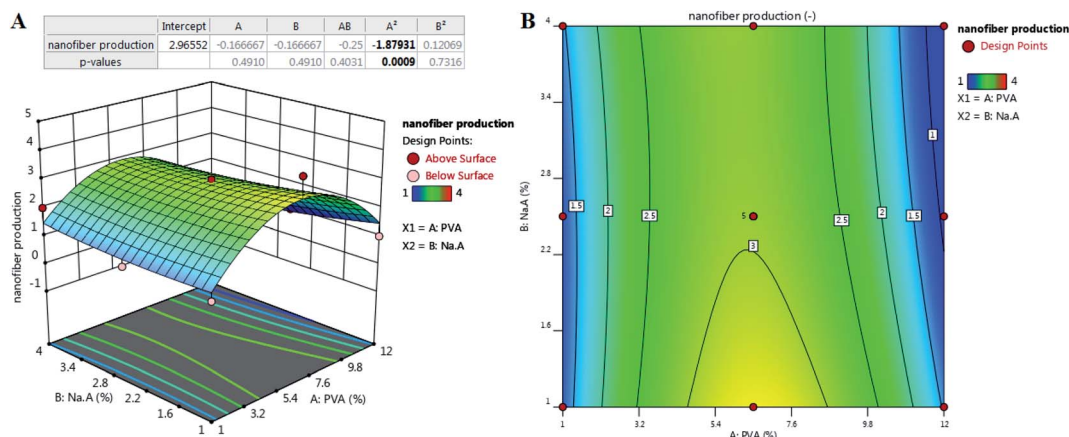 A
Intercept A B AB A² B²
nanofiber production 2.96552 -0.166667 -0.166667 -0.25 -1.87931 0.12069
p-values 0.4910 0.4910 0.4031 0.0009 0.7316
5
4
3
2
1
0
-1
nanofiber production
4
3.4
2.8
2.2
1.6
1
B: Na.A (%)
1
3.2
5.4
7.6
9.8
12
A: PVA (%)
nanofiber production
Design Points:
Above Surface
Below Surface
1 4
X1 = A: PVA
X2 = B: Na.A
B
nanofiber production (-)
4
3.4
2.8
2.2
1.6
1
B: Na.A (%)
1.5
2
2.5
5
3
2.5
2
1.5
1
1 3.2 5.4 7.6 9.8 12
A: PVA (%)
nanofiber production
Design Points
1 4
X1 = A: PVA
X2 = B: Na.A